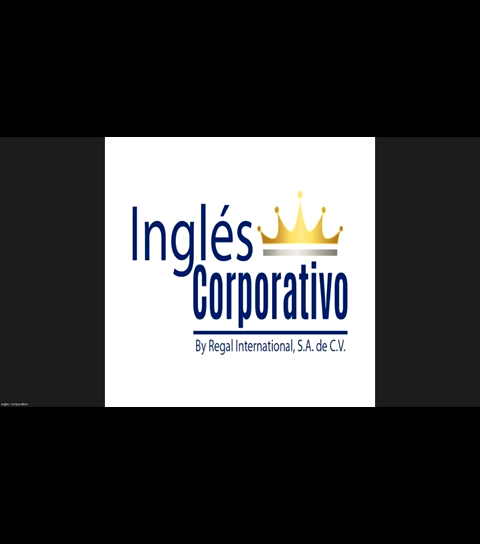 Inglés
Corporativo
By Regal International, S.A. de C.V.
Inglés Corporativo